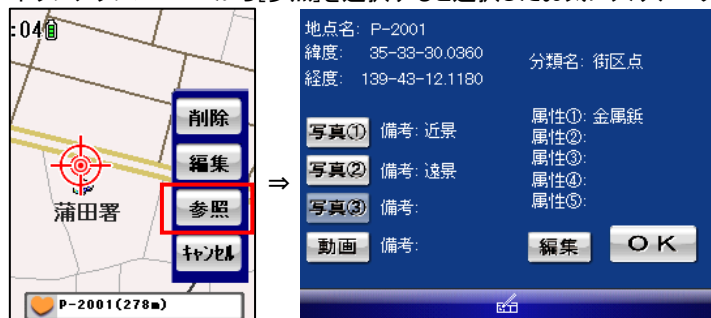 :04
削除
編集
参照
ｷｬﾝｾﾙ
蒲田署
P-2001(278m)
⇒
地点名: P-2001
緯度: 35-33-30.0360
経度: 139-43-12.1180
分類名: 街区点
写真① 備考: 近景
写真② 備考: 遠景
写真③ 備考:
動画 備考:
属性①: 金属鋲
属性②:
属性③:
属性④:
属性⑤:
編集
ＯＫ